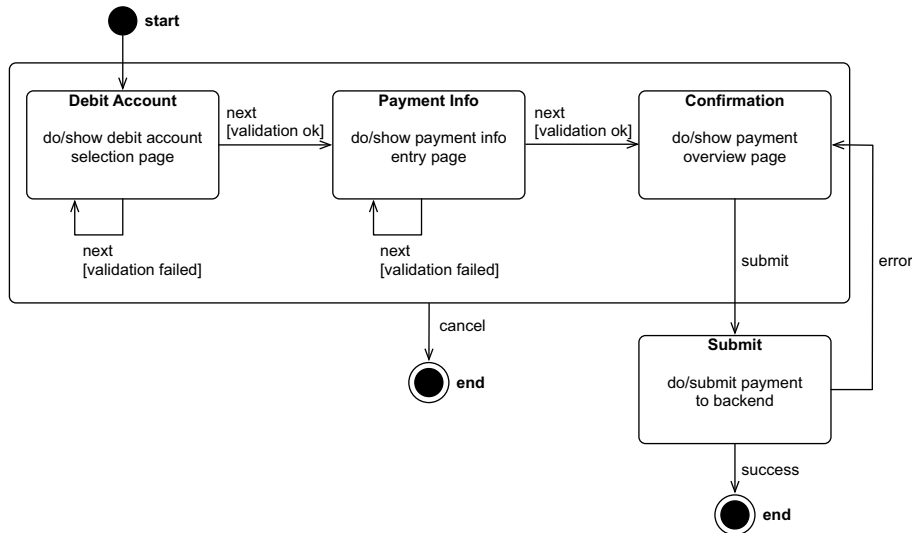 start
Debit Account
do/show debit account
selection page
next
[validation ok]
Payment Info
do/show payment info
entry page
next
[validation ok]
Confirmation
do/show payment
overview page
next
[validation failed]
next
[validation failed]
submit
error
cancel
end
Submit
do/submit payment
to backend
success
end